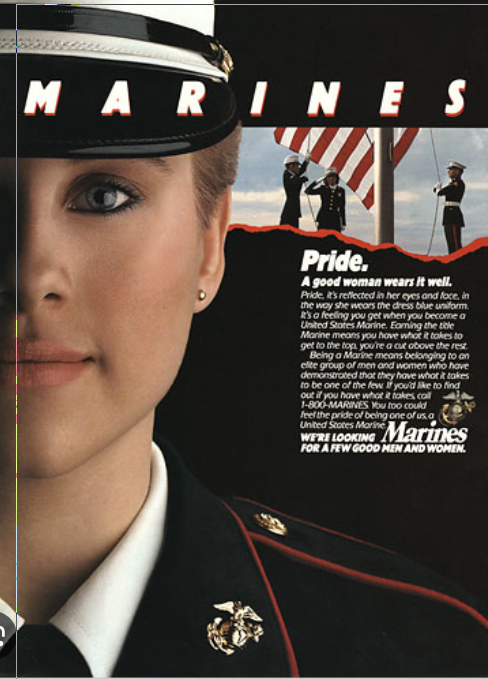 MARINES
Pride.
A good woman wears it well.
Pride, it's reflected in her eyes and face, in
the way she wears the dress blue uniform.
It's a feeling you get when you become a
United States Marine. Earning the title
Marine means you have what it takes to
get to the top, you're a cut above the rest.
Being a Marine means belonging to an
elite group of men and women who have
demonstrated that they have what it takes
to be one of the few. If you'd like to find
out if you have what it takes, call
1-800-MARINES. You too could
feel the pride of being one of us, a
United States Marine.
Marines
WE'RE LOOKING
FOR A FEW GOOD MEN AND WOMEN.